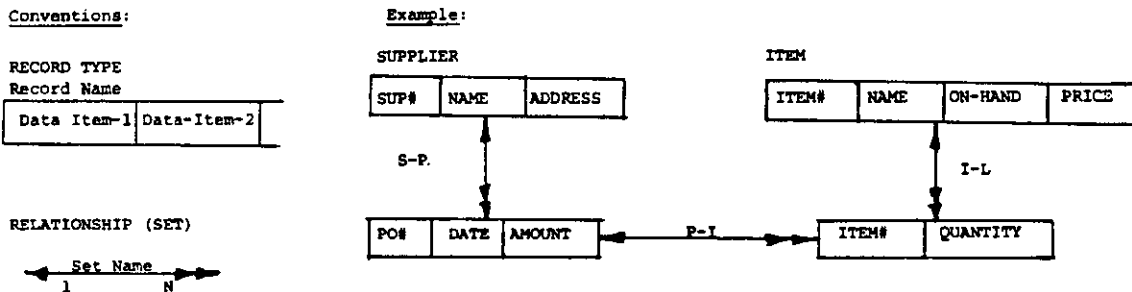 Conventions:
RECORD TYPE
Record Name
Data Item-1 Data-Item-2
RELATIONSHIP (SET)
Set Name
1 N
Example:
SUPPLIER
SUP# NAME ADDRESS
S-P.
PO# DATE AMOUNT
P-I
ITEM
ITEM# NAME ON-HAND PRICE
I-L
ITEM# QUANTITY